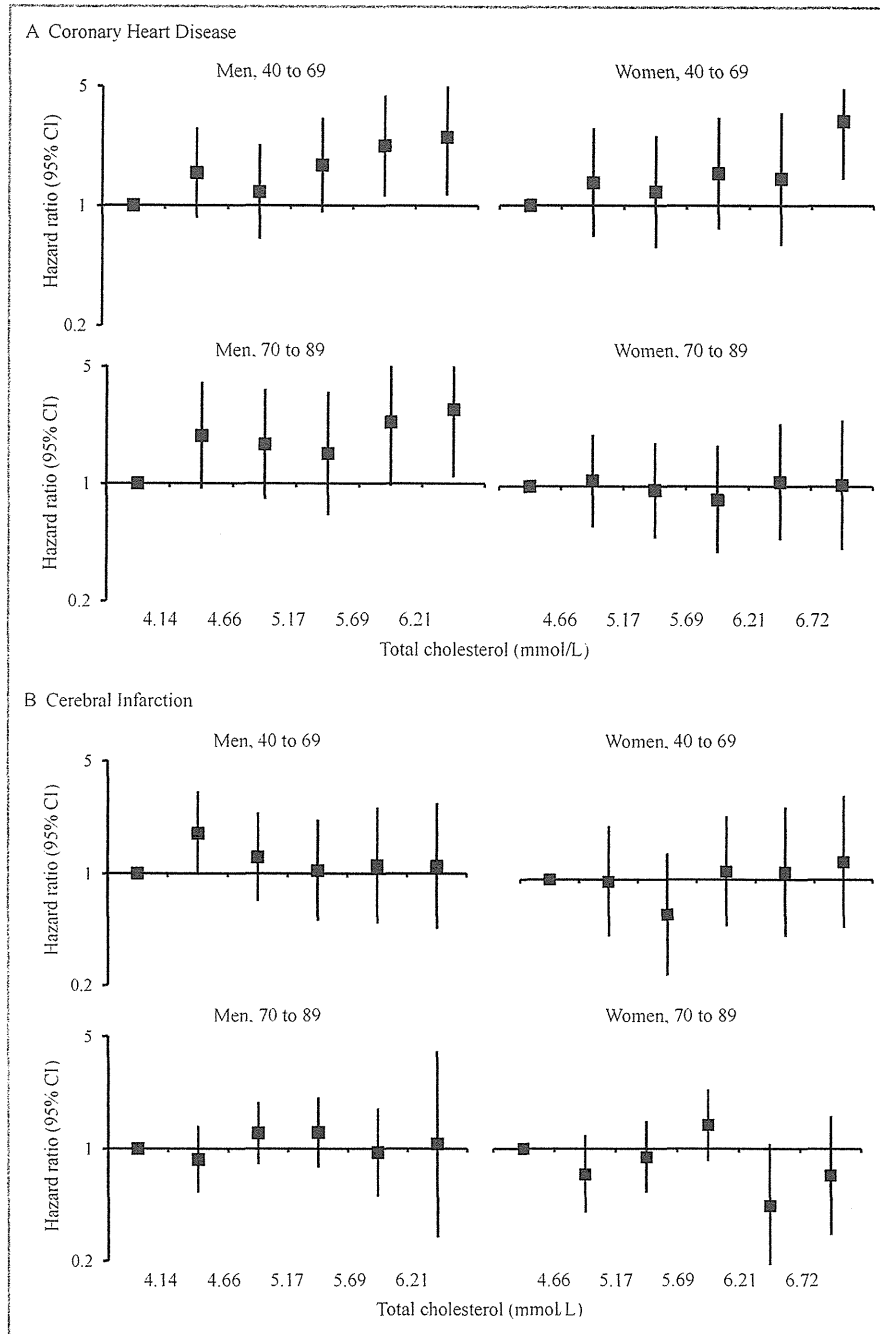 A Coronary Heart Disease
Men, 40 to 69
Women, 40 to 69
5
1
0.2
Hazard ratio (95% CI)
Men, 70 to 89
Women, 70 to 89
5
1
0.2
Hazard ratio (95% CI)
4.14 4.66 5.17 5.69 6.21
4.66 5.17 5.69 6.21 6.72
Total cholesterol (mmol/L)
B Cerebral Infarction
Men, 40 to 69
Women, 40 to 69
5
1
0.2
Hazard ratio (95% CI)
Men, 70 to 89
Women, 70 to 89
5
1
0.2
Hazard ratio (95% CI)
4.14 4.66 5.17 5.69 6.21
4.66 5.17 5.69 6.21 6.72
Total cholesterol (mmol/L)